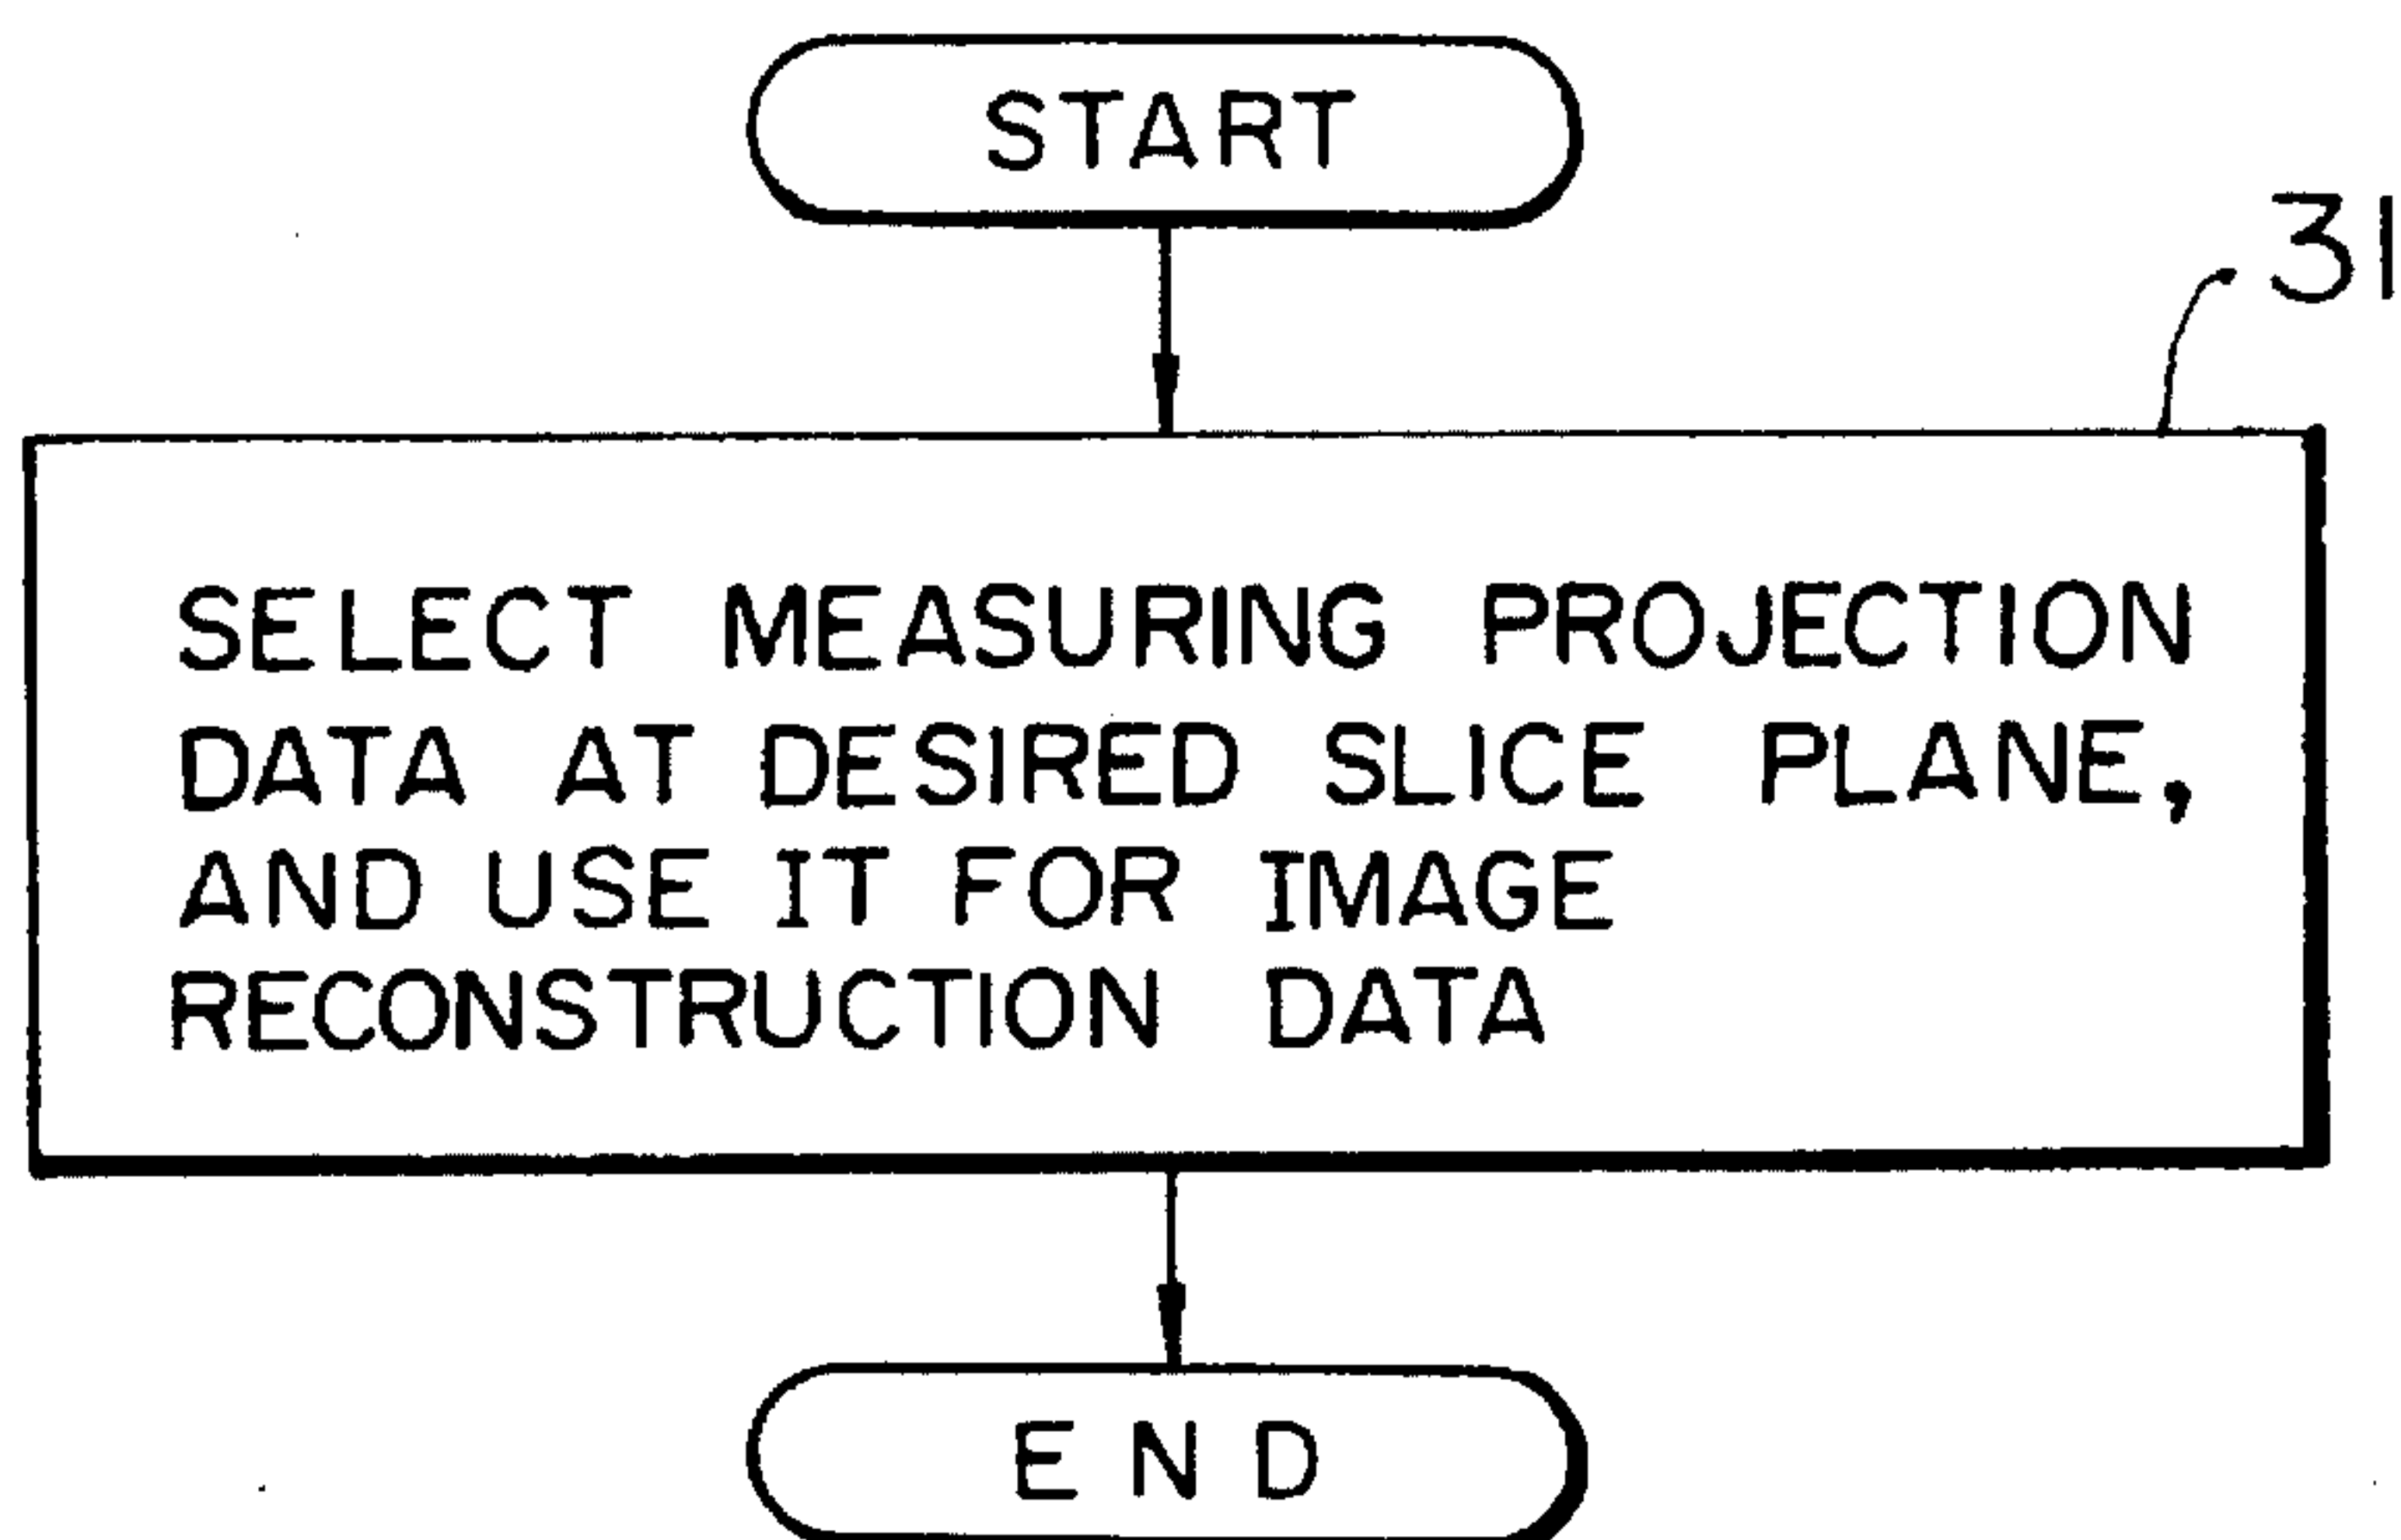 START
31
SELECT MEASURING PROJECTION
DATA AT DESIRED SLICE PLANE,
AND USE IT FOR IMAGE
RECONSTRUCTION DATA
END